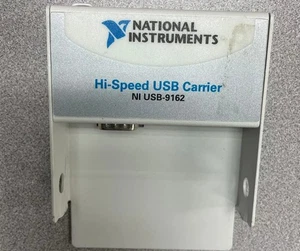 NATIONAL
INSTRUMENTS
Hi-Speed USB Carrier
NI USB-9162